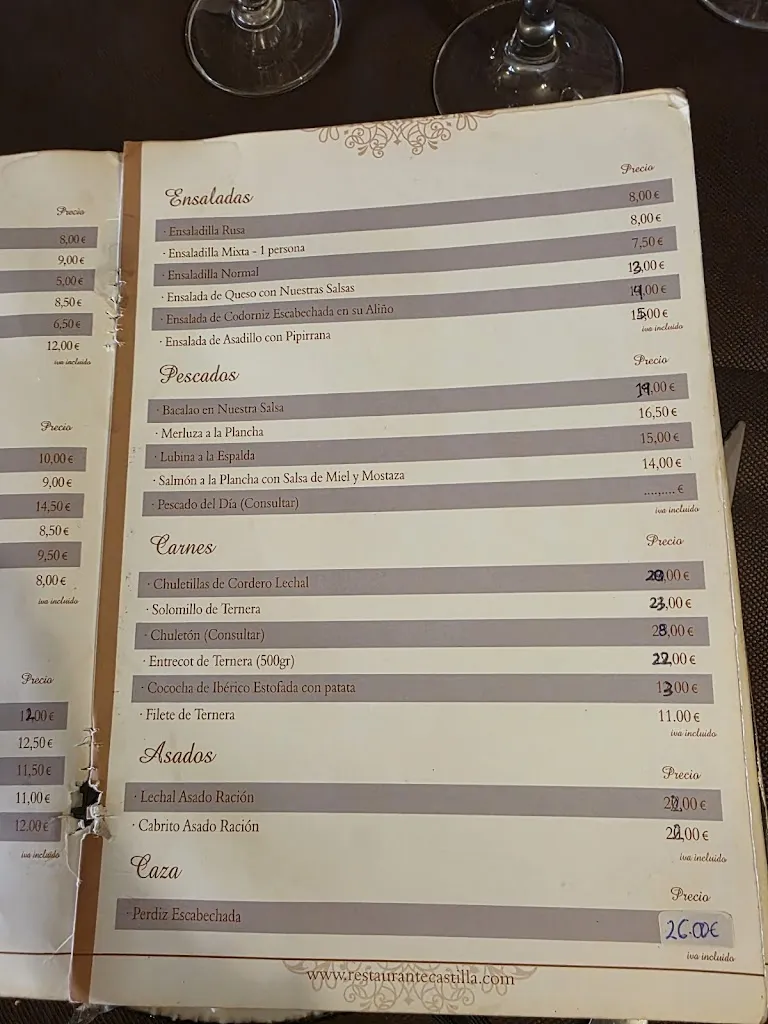 Precio
8,00 €
9,00 €
5,00 €
8,50 €
6,50 €
12,00 €
iva incluido
Precio
10,00 €
9,00 €
14,50 €
8,50 €
9,50 €
8,00 €
iva incluido
Precio
12,00 €
12,50 €
11,50 €
11,00 €
12.00 €
iva incluido
Ensaladas Precio
· Ensaladilla Rusa 8,00 €
· Ensaladilla Mixta - 1 persona 8,00 €
· Ensaladilla Normal 7,50 €
· Ensalada de Queso con Nuestras Salsas 13,00 €
· Ensalada de Codorniz Escabechada en su Aliño 14,00 €
· Ensalada de Asadillo con Pipirrana 15,00 €
iva incluido
Pescados Precio
· Bacalao en Nuestra Salsa 19,00 €
· Merluza a la Plancha 16,50 €
· Lubina a la Espalda 15,00 €
· Salmón a la Plancha con Salsa de Miel y Mostaza 14,00 €
· Pescado del Día (Consultar) ....,.... €
iva incluido
Carnes Precio
· Chuletillas de Cordero Lechal ,00 €
· Solomillo de Ternera 23,00 €
· Chuletón (Consultar) 28,00 €
· Entrecot de Ternera (500gr) 22,00 €
· Cococha de Ibérico Estofada con patata 13,00 €
· Filete de Ternera 11.00 €
iva incluido
Asados Precio
· Lechal Asado Ración ,00 €
· Cabrito Asado Ración ,00 €
iva incluido
Caza Precio
· Perdiz Escabechada 26.00€
iva incluido
www.restaurantecastilla.com